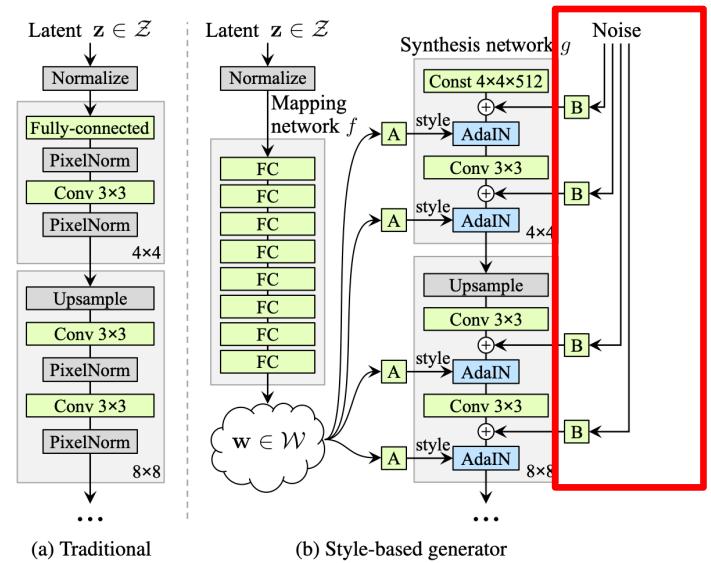 Latent z ∈ 𝒵
Normalize
Fully-connected
PixelNorm
Conv 3×3
PixelNorm
4×4
Upsample
Conv 3×3
PixelNorm
Conv 3×3
PixelNorm
8×8
...
(a) Traditional
Latent z ∈ 𝒵
Normalize
Mapping
network f
FC
FC
FC
FC
FC
FC
FC
FC
w ∈ 𝒲
A
style
A
style
A
style
A
style
Synthesis network g
Const 4×4×512
AdaIN
Conv 3×3
AdaIN
4×4
Upsample
Conv 3×3
AdaIN
Conv 3×3
AdaIN
8×8
...
Noise
B
B
B
B
(b) Style-based generator